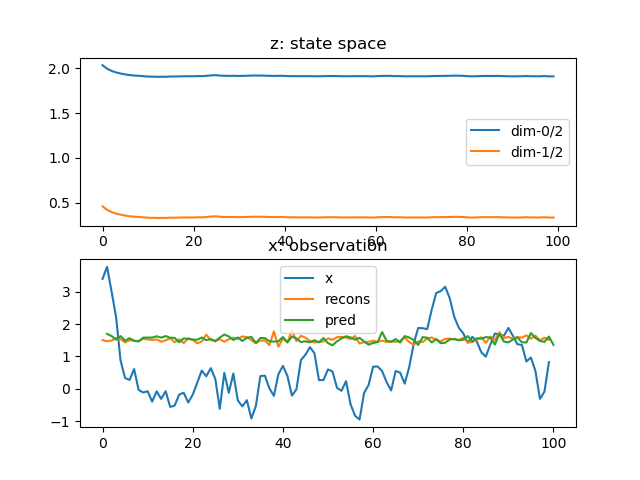 z: state space
2.0
1.5
1.0
0.5
dim-0/2
dim-1/2
0 20 40 60 80 100
x: observation
3
2
1
0
−1
x
recons
pred
0 20 40 60 80 100